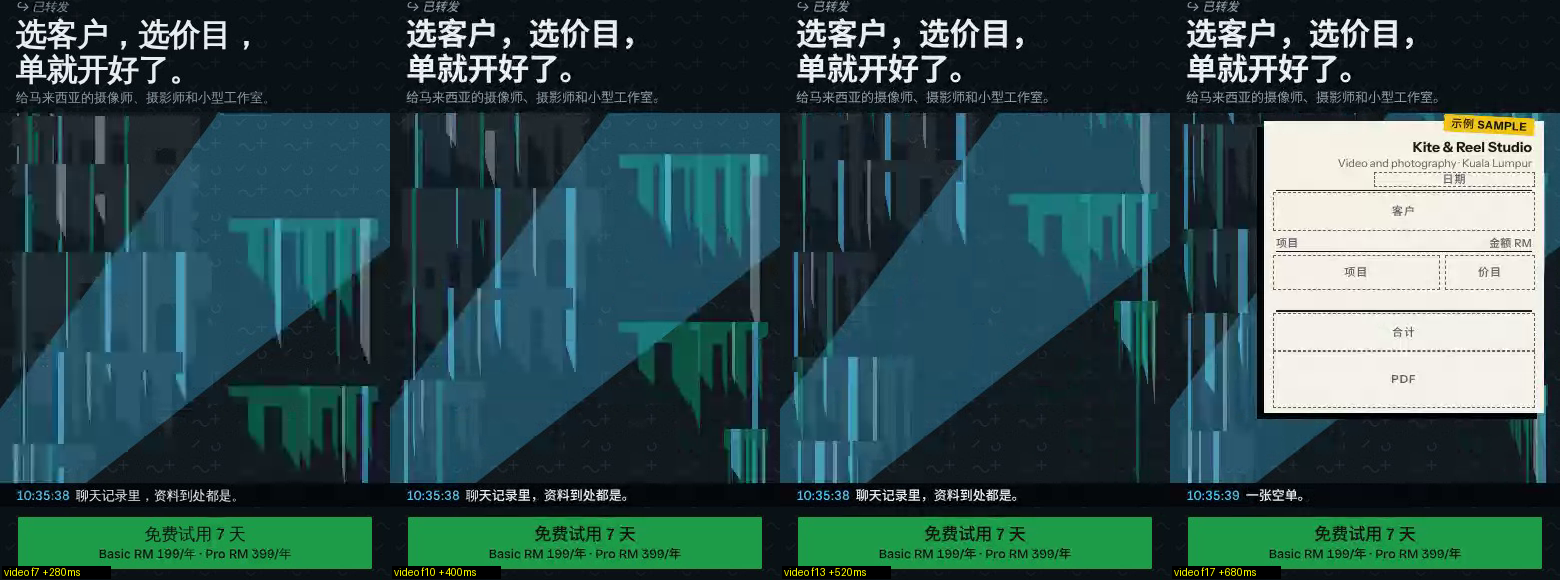 已转发
选客户，选价目，
单就开好了。
给马来西亚的摄像师、摄影师和小型工作室。
10:35:38 聊天记录里，资料到处都是。
免费试用 7 天
Basic RM 199/年 · Pro RM 399/年
video f7 +280ms
已转发
选客户，选价目，
单就开好了。
给马来西亚的摄像师、摄影师和小型工作室。
10:35:38 聊天记录里，资料到处都是。
免费试用 7 天
Basic RM 199/年 · Pro RM 399/年
video f10 +400ms
已转发
选客户，选价目，
单就开好了。
给马来西亚的摄像师、摄影师和小型工作室。
10:35:38 聊天记录里，资料到处都是。
免费试用 7 天
Basic RM 199/年 · Pro RM 399/年
video f13 +520ms
已转发
选客户，选价目，
单就开好了。
给马来西亚的摄像师、摄影师和小型工作室。
示例 SAMPLE
Kite & Reel Studio
Video and photography · Kuala Lumpur
日期
客户
项目 金额 RM
项目 价目
合计
PDF
10:35:39 一张空单。
免费试用 7 天
Basic RM 199/年 · Pro RM 399/年
video f17 +680ms